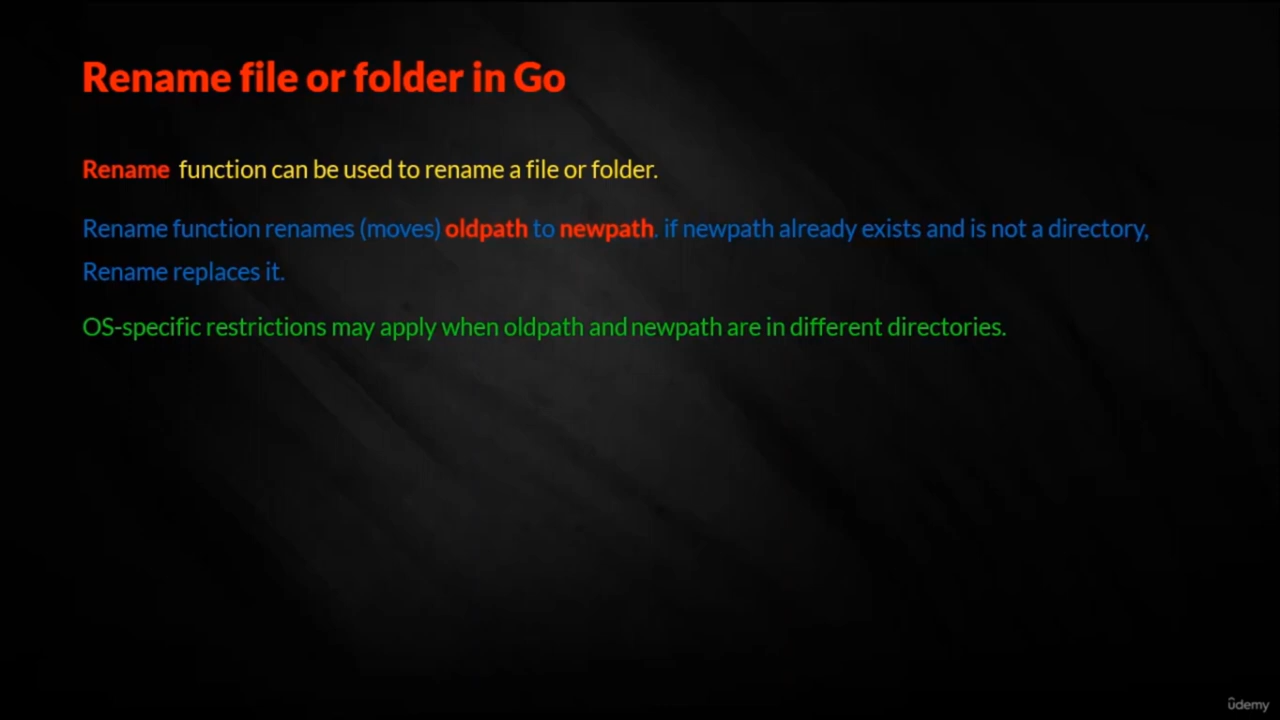 Rename file or folder in Go
Rename function can be used to rename a file or folder.
Rename function renames (moves) oldpath to newpath. if newpath already exists and is not a directory,
Rename replaces it.
OS-specific restrictions may apply when oldpath and newpath are in different directories.
ûdemy